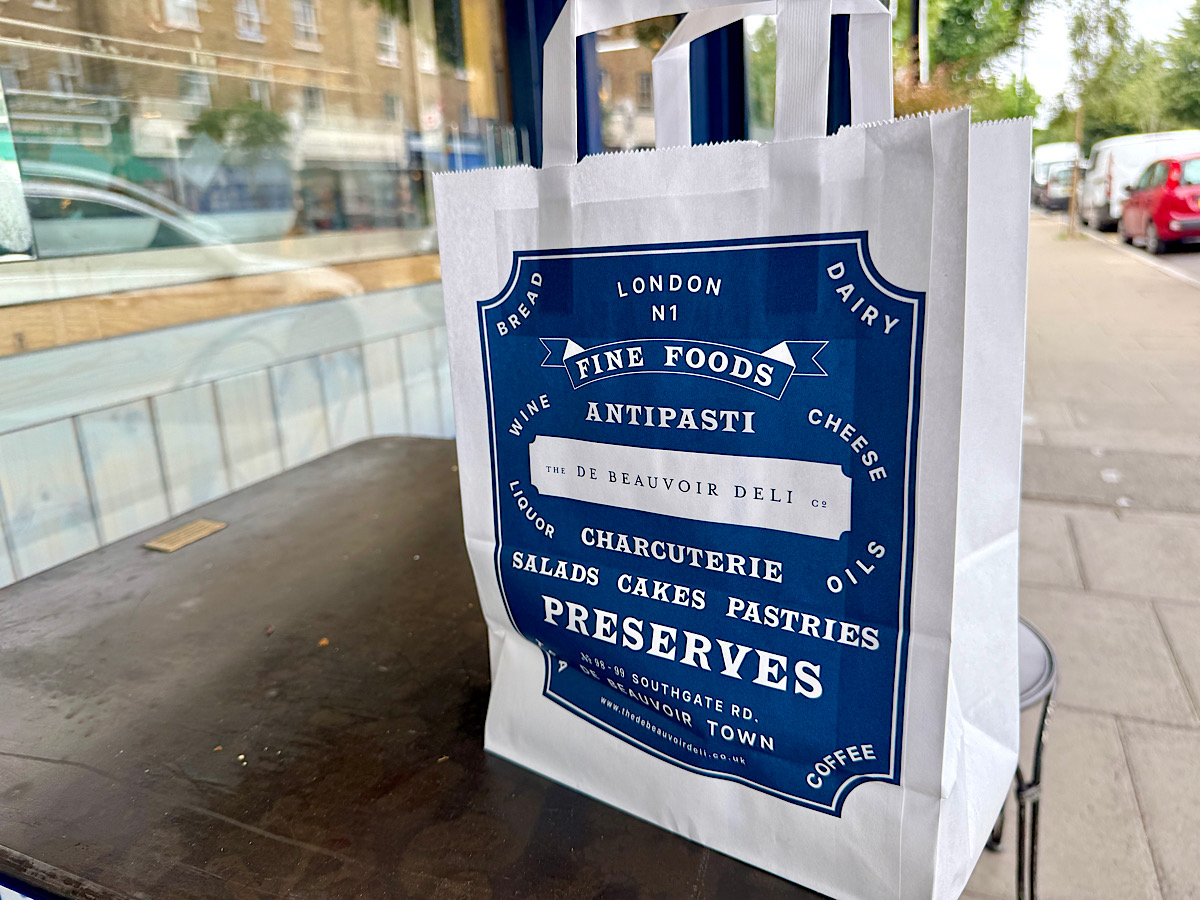 LONDON
N1
BREAD
DAIRY
FINE FOODS
WINE
ANTIPASTI
CHEESE
THE DE BEAUVOIR DELI Cº
LIQUOR
CHARCUTERIE
OILS
SALADS CAKES PASTRIES
PRESERVES
Nº 98-99 SOUTHGATE RD.
DE BEAUVOIR TOWN
www.thedebeauvoirdeli.co.uk
COFFEE